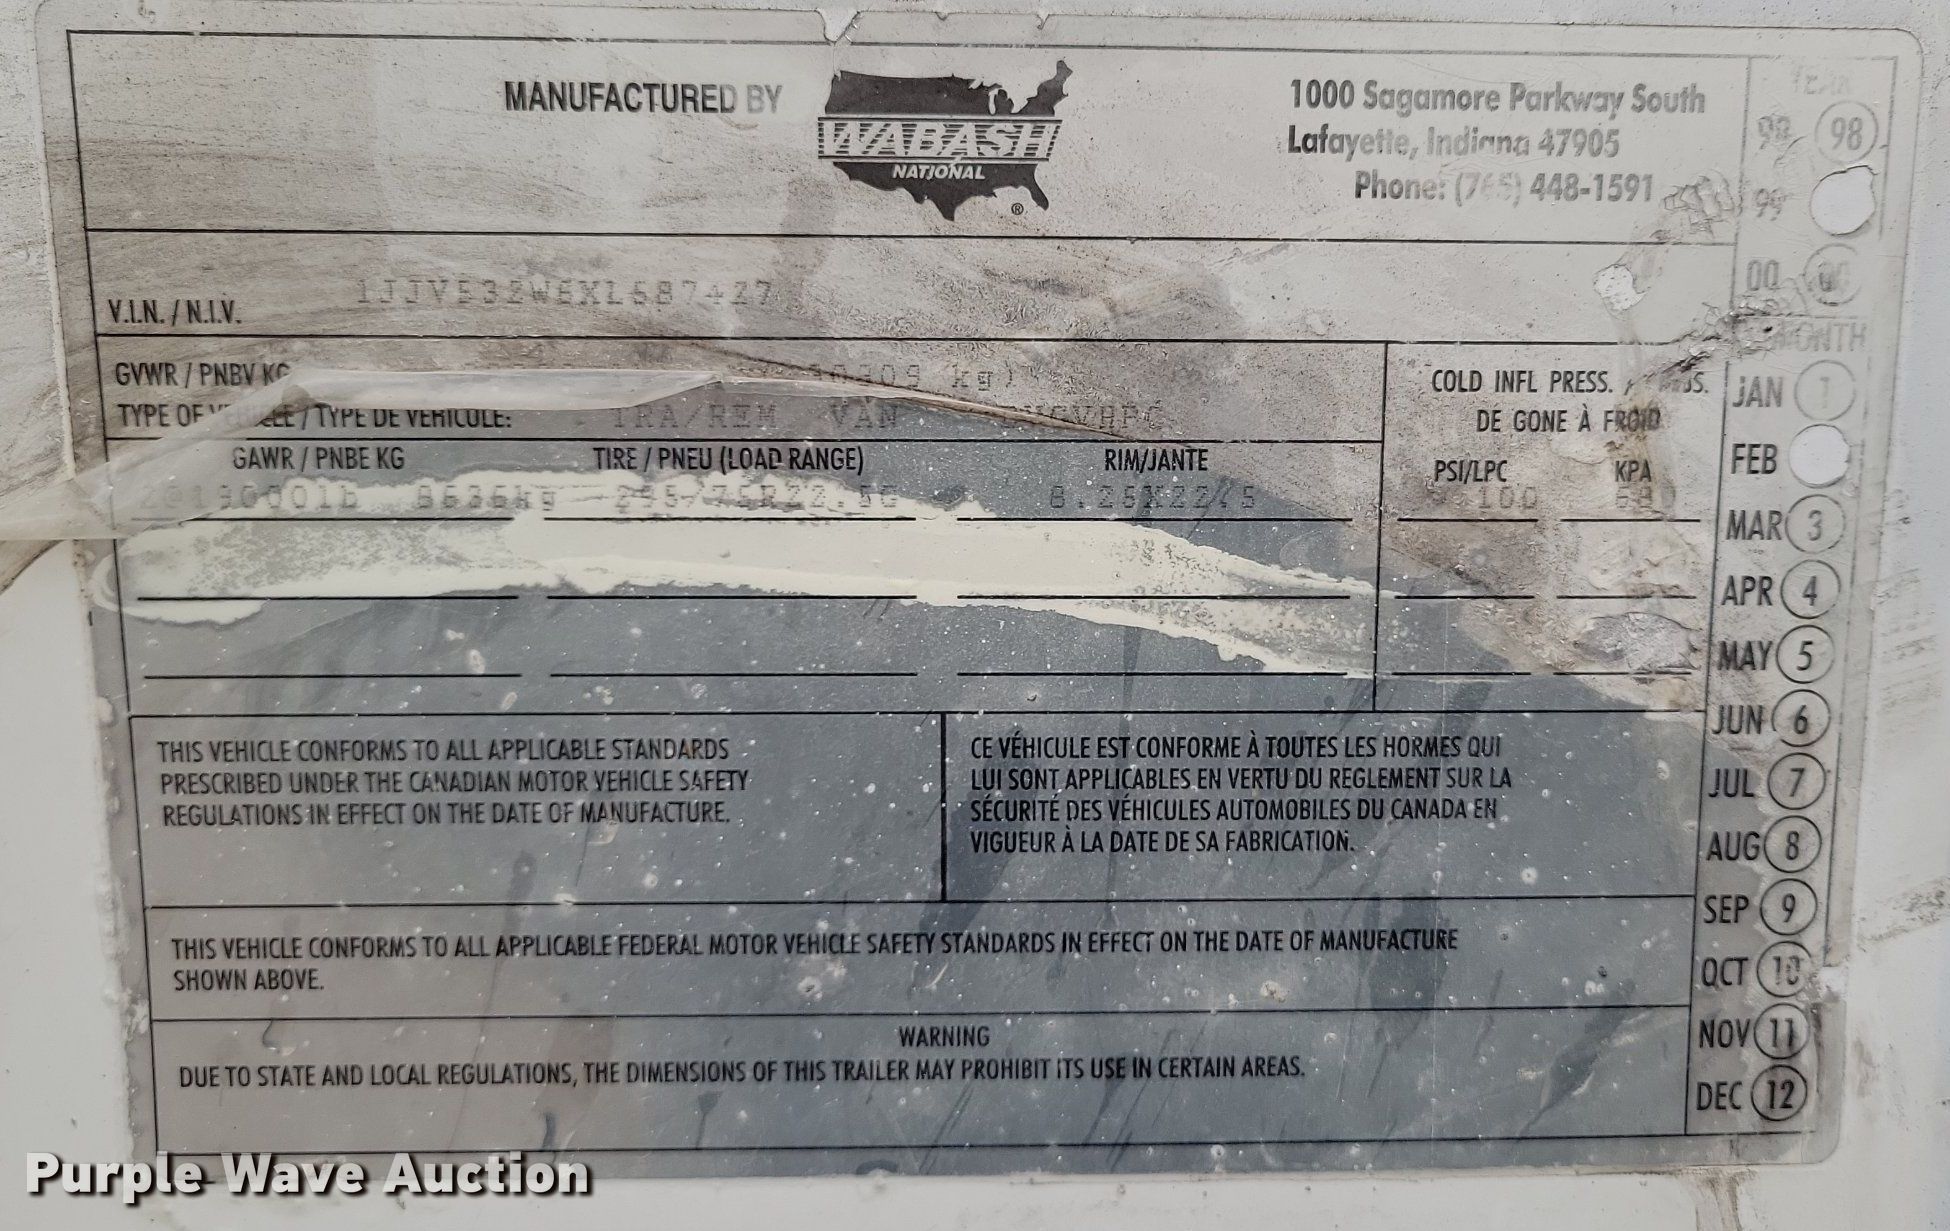 MANUFACTURED BY
WABASH
NATIONAL
®
1000 Sagamore Parkway South
Lafayette, Indiana 47905
Phone: (765) 448-1591
YEAR
98 98
99
00 00
V.I.N. / N.I.V. 1JJV532W6XL687427
GVWR / PNBV KG kg)
TYPE OF VEHICLE / TYPE DE VEHICULE: TRA/REM VAN
COLD INFL PRESS. /
DE GONE À FROID
GAWR / PNBE KG TIRE / PNEU (LOAD RANGE) RIM/JANTE PSI/LPC KPA
8636kg 295/75R22.5G 8.25X22.5 100
MONTH
JAN 1
FEB
MAR 3
APR 4
MAY 5
JUN 6
JUL 7
AUG 8
SEP 9
OCT 10
NOV 11
DEC 12
THIS VEHICLE CONFORMS TO ALL APPLICABLE STANDARDS
PRESCRIBED UNDER THE CANADIAN MOTOR VEHICLE SAFETY
REGULATIONS IN EFFECT ON THE DATE OF MANUFACTURE.
CE VÉHICULE EST CONFORME À TOUTES LES HORMES QUI
LUI SONT APPLICABLES EN VERTU DU REGLEMENT SUR LA
SÉCURITÉ DES VÉHICULES AUTOMOBILES DU CANADA EN
VIGUEUR À LA DATE DE SA FABRICATION.
THIS VEHICLE CONFORMS TO ALL APPLICABLE FEDERAL MOTOR VEHICLE SAFETY STANDARDS IN EFFECT ON THE DATE OF MANUFACTURE
SHOWN ABOVE.
WARNING
DUE TO STATE AND LOCAL REGULATIONS, THE DIMENSIONS OF THIS TRAILER MAY PROHIBIT ITS USE IN CERTAIN AREAS.
Purple Wave Auction